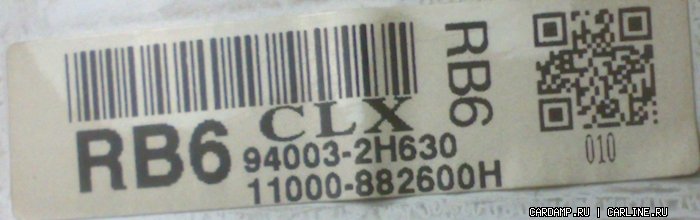 RB6
CLX
94003-2H630
11000-882600H
RB6
010
CARDAMP.RU | CARLINE.RU